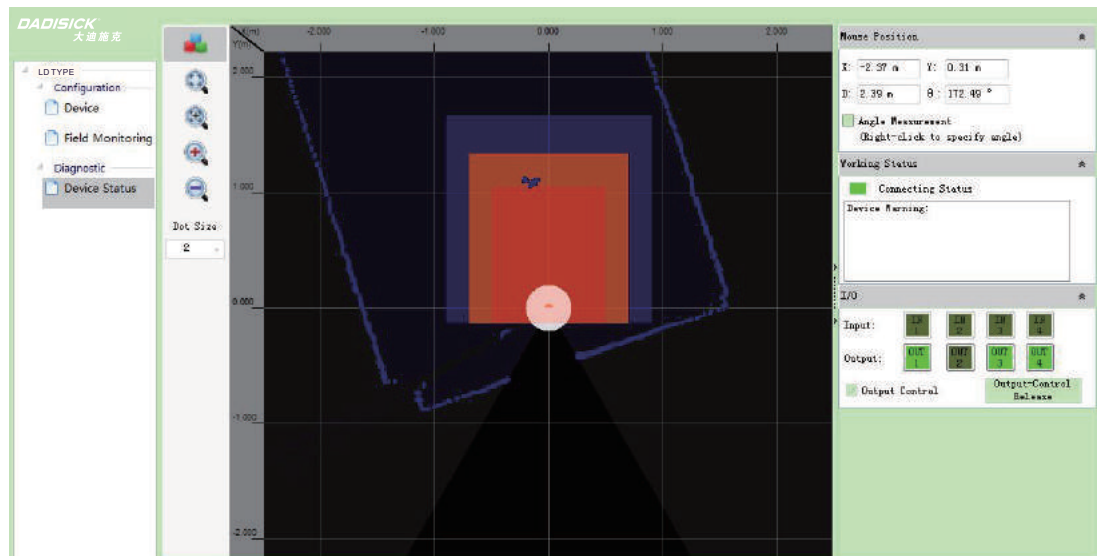 DADISICK
大迪施克
LDTYPE
Configuration
Device
Field Monitoring
Diagnostic
Device Status
Dot Size
2
X(m)
Y(m)
-2.000
-1.000
0.000
1.000
2.000
2.000
1.000
0.000
-1.000
-2.000
Mouse Position
X: -2.37 m Y: 0.31 m
D: 2.39 m θ: 172.49 °
Angle Measurement
(Right-click to specify angle)
Working Status
Connecting Status
Device Warning:
I/O
Input: IN 1 IN 2 IN 3 IN 4
Output: OUT 1 OUT 2 OUT 3 OUT 4
Output Control
Output-Control
Release